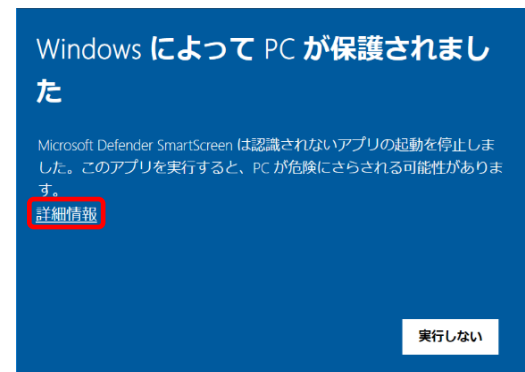 Windows によって PC が保護されまし
た
Microsoft Defender SmartScreen は認識されないアプリの起動を停止しま
した。このアプリを実行すると、PC が危険にさらされる可能性がありま
す。
詳細情報
実行しない